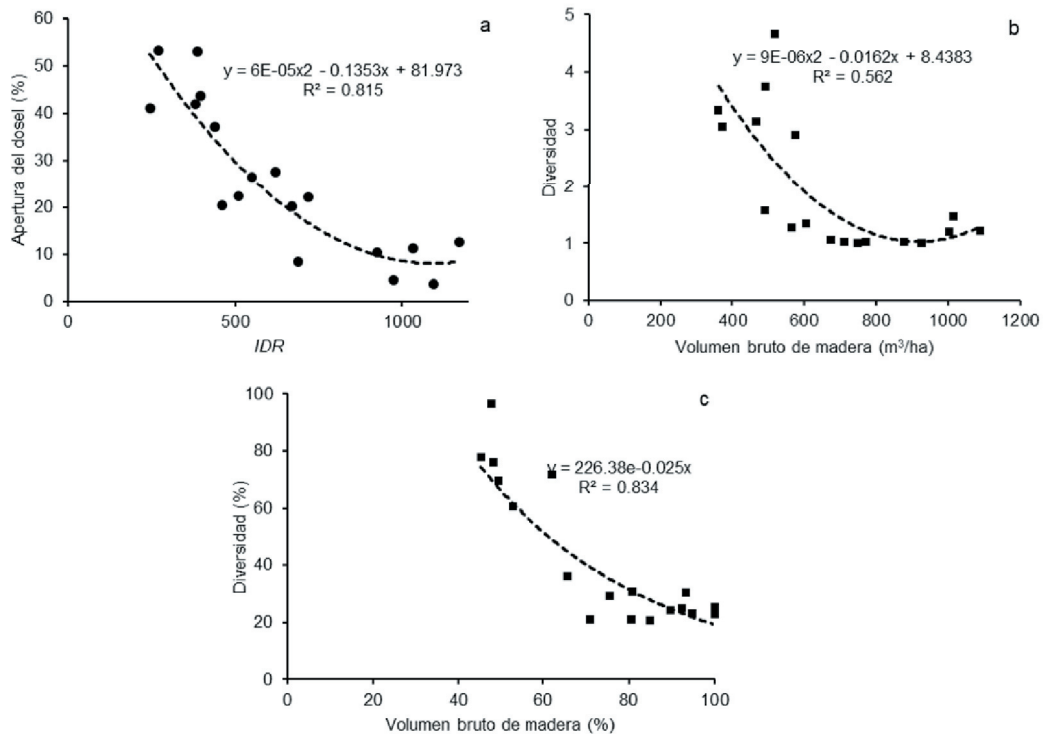 a
y = 6E-05x2 - 0.1353x + 81.973
R² = 0.815
Apertura del dosel (%)
60
50
40
30
20
10
0
0 500 1000
IDR
b
y = 9E-06x2 - 0.0162x + 8.4383
R² = 0.562
Diversidad
5
4
3
2
1
0
0 200 400 600 800 1000 1200
Volumen bruto de madera (m³/ha)
c
y = 226.38e-0.025x
R² = 0.834
Diversidad (%)
100
80
60
40
20
0
0 20 40 60 80 100
Volumen bruto de madera (%)